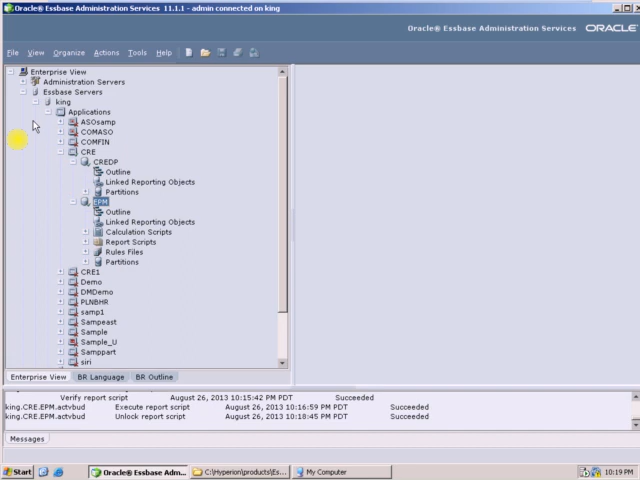 Oracle® Essbase Administration Services 11.1.1 - admin connected on king
Oracle® Essbase Administration Services ORACLE
File View Organize Actions Tools Help
Enterprise View
Administration Servers
Essbase Servers
king
Applications
ASOsamp
COMASO
COMFIN
CRE
CREDP
Outline
Linked Reporting Objects
Partitions
EPM
Outline
Linked Reporting Objects
Calculation Scripts
Report Scripts
Rules Files
Partitions
CRE1
Demo
DMDemo
PLNBHR
samp1
Sampeast
Sample
Sample_U
Samppart
siri
Enterprise View BR Language BR Outline
Verify report script August 26, 2013 10:15:42 PM PDT Succeeded
king.CRE.EPM.actvbud Execute report script August 26, 2013 10:16:59 PM PDT Succeeded
king.CRE.EPM.actvbud Unlock report script August 26, 2013 10:18:45 PM PDT Succeeded
Messages
Start Oracle® Essbase Adm... C:\Hyperion\products\Es... My Computer 10:19 PM